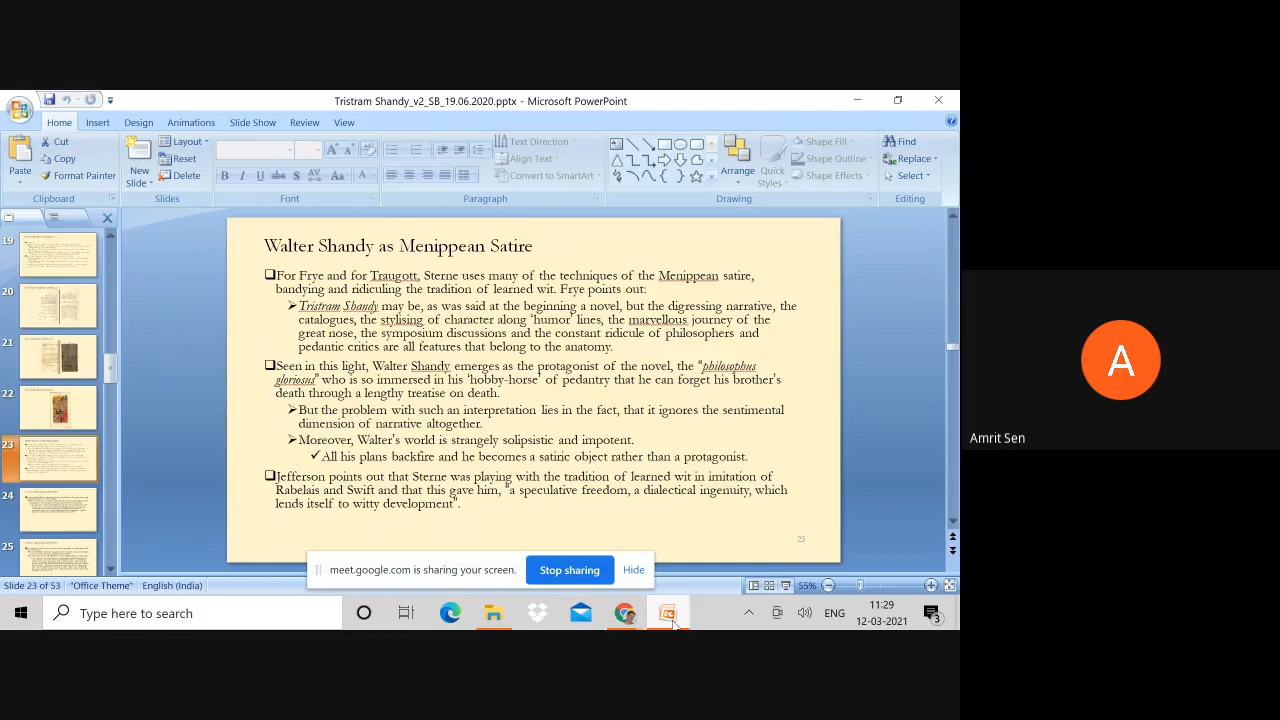 Tristram Shandy_v2_SB_19.06.2020.pptx - Microsoft PowerPoint
Home Insert Design Animations Slide Show Review View
Cut
Copy
Format Painter
Paste
Clipboard
New
Slide
Layout
Reset
Delete
Slides
B I U abc S AV Aa A
Font
Text Direction
Align Text
Convert to SmartArt
Paragraph
Arrange
Quick
Styles
Shape Fill
Shape Outline
Shape Effects
Drawing
Find
Replace
Select
Editing
19
20
21
22
23
24
25
Walter Shandy as Menippean Satire
For Frye and for Traugott, Sterne uses many of the techniques of the Menippean satire,
bandying and ridiculing the tradition of learned wit. Frye points out:
Tristram Shandy may be, as was said at the beginning a novel, but the digressing narrative, the
catalogues, the stylising of character along 'humor' lines, the marvellous journey of the
great nose, the symposium discussions and the constant ridicule of philosophers and
pedantic critics are all features that belong to the anatomy.
Seen in this light, Walter Shandy emerges as the protagonist of the novel, the "philosophus
gloriosus" who is so immersed in his 'hobby-horse' of pedantry that he can forget his brother's
death through a lengthy treatise on death.
But the problem with such an interpretation lies in the fact, that it ignores the sentimental
dimension of narrative altogether.
Moreover, Walter's world is strangely solipsistic and impotent.
All his plans backfire and he becomes a satiric object rather than a protagonist.
Jefferson points out that Sterne was playing with the tradition of learned wit in imitation of
Rabelais and Swift and that this gave him, "a speculative freedom, a dialectical ingenuity, which
lends itself to witty development".
23
meet.google.com is sharing your screen. Stop sharing Hide
Slide 23 of 53 "Office Theme" English (India) 55%
Type here to search
ENG
11:29
12-03-2021
3
A
Amrit Sen